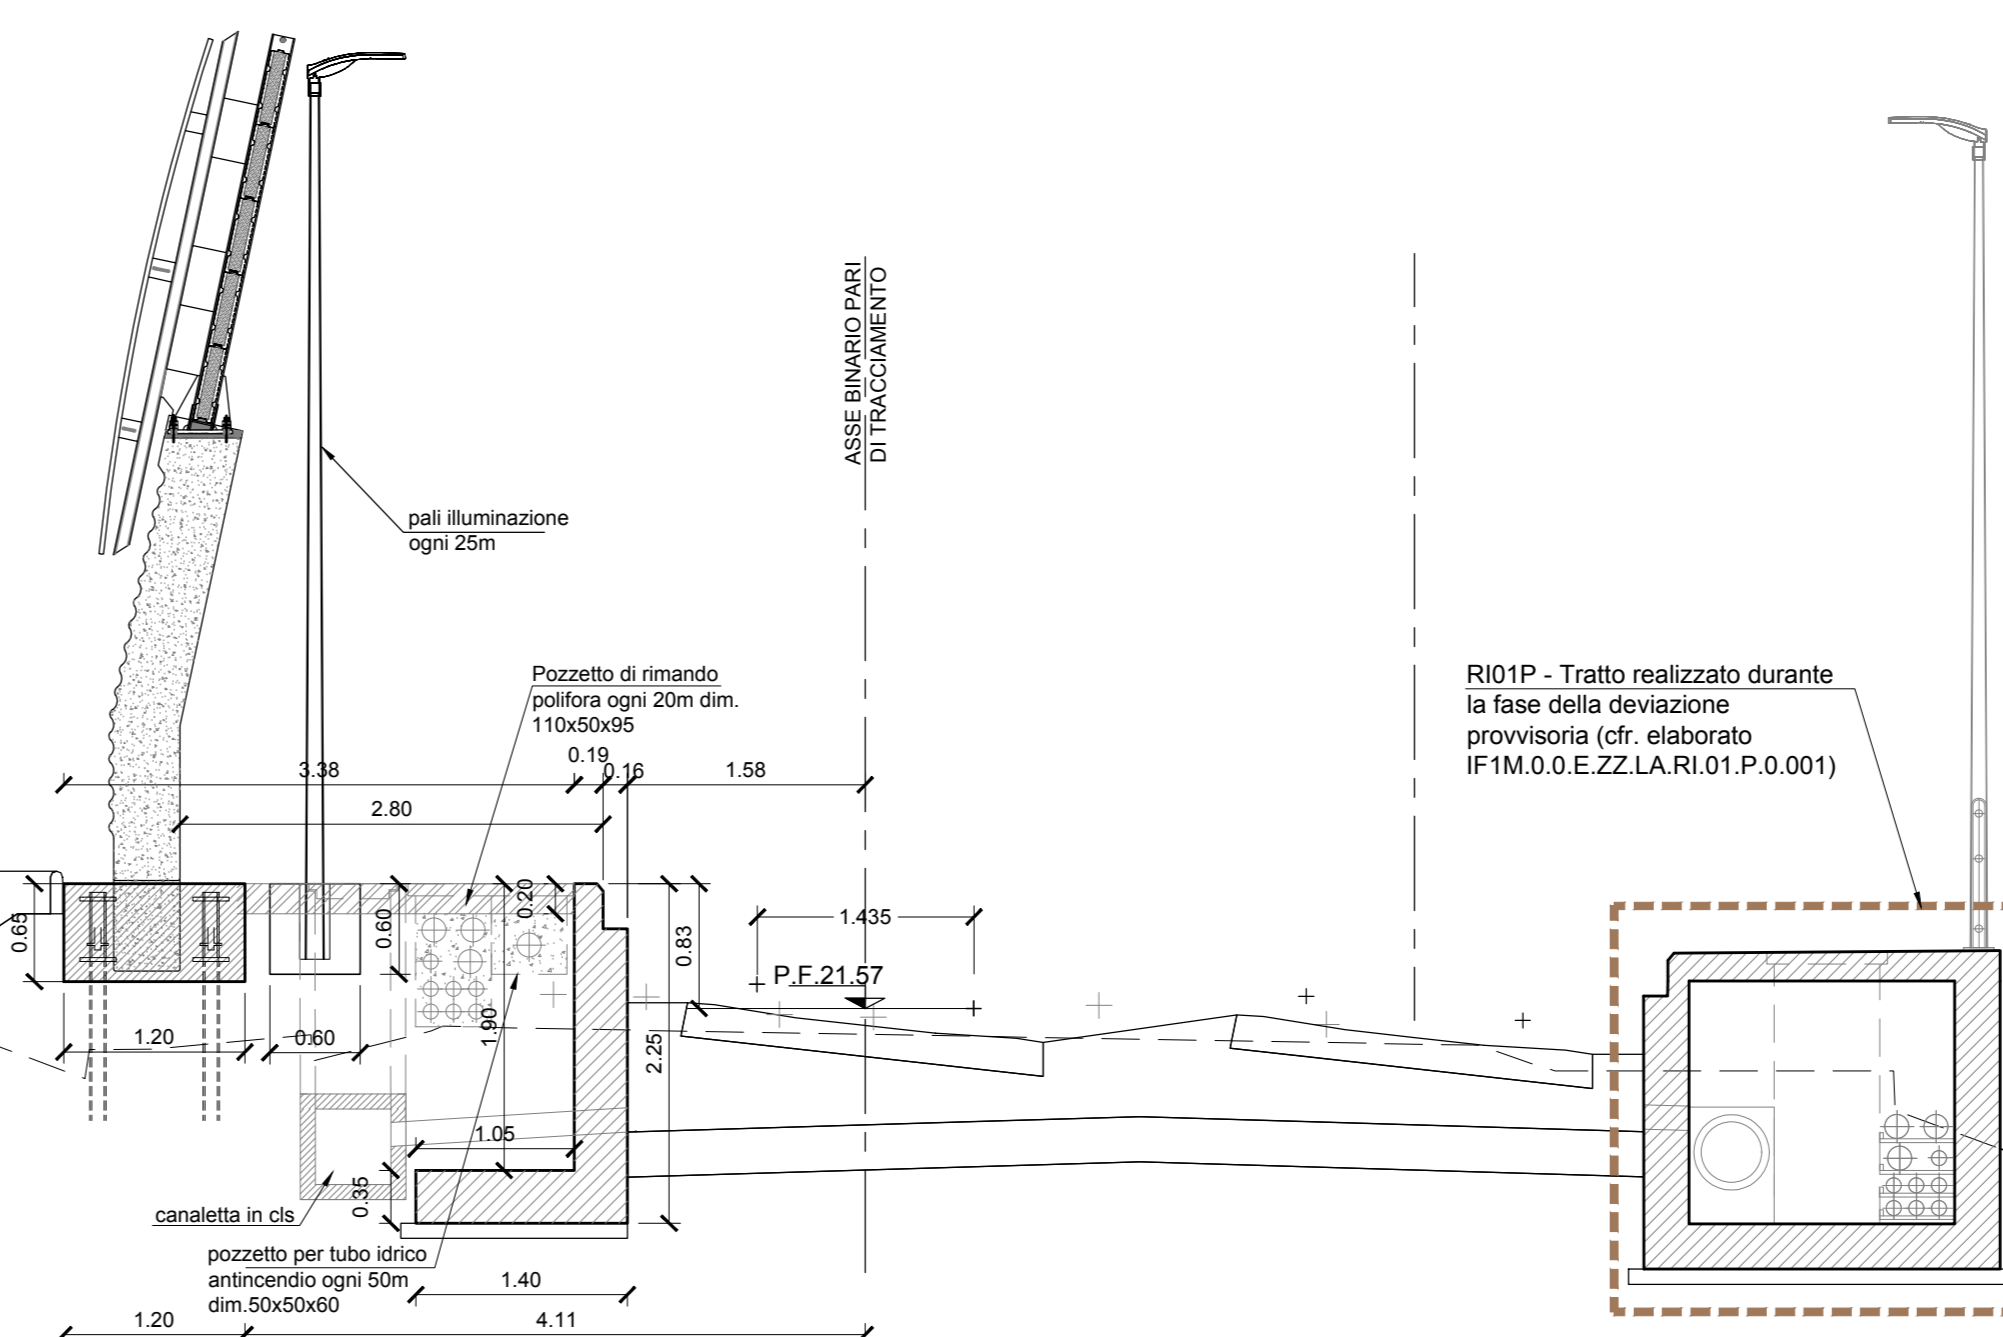 ASSE BINARIO PARI
DI TRACCIAMENTO
pali illuminazione
ogni 25m
Pozzetto di rimando
polifora ogni 20m dim.
110x50x95
RI01P - Tratto realizzato durante
la fase della deviazione
provvisoria (cfr. elaborato
IF1M.0.0.E.ZZ.LA.RI.01.P.0.001)
3.38
0.19
0.16
1.58
2.80
0.65
0.60
0.20
0.83
1.435
P.F.21.57
1.20
0.60
1.90
2.25
1.05
0.35
canaletta in cls
pozzetto per tubo idrico
antincendio ogni 50m
dim.50x50x60
1.40
1.20
4.11